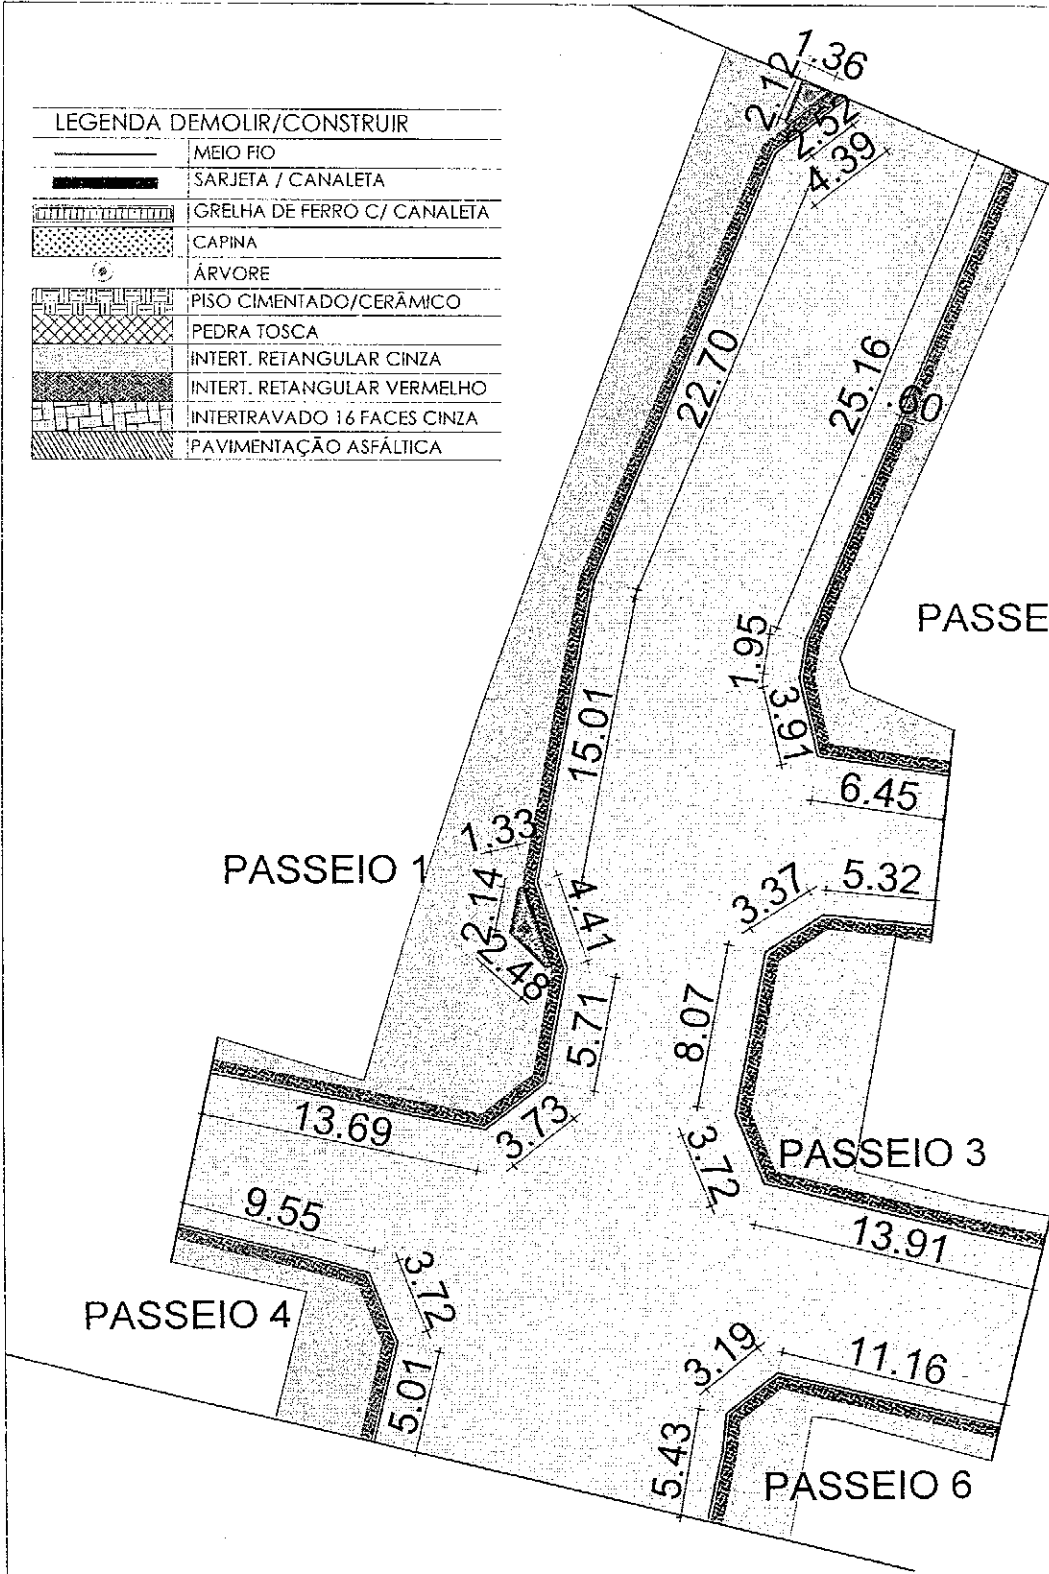 LEGENDA DEMOLIR/CONSTRUIR
MEIO FIO
SARJETA / CANALETA
GRELHA DE FERRO C/ CANALETA
CAPINA
ÁRVORE
PISO CIMENTADO/CERÂMICO
PEDRA TOSCA
INTERT. RETANGULAR CINZA
INTERT. RETANGULAR VERMELHO
INTERTRAVADO 16 FACES CINZA
PAVIMENTAÇÃO ASFÁLTICA
1.36
2.12
2.52
4.39
22.70
25.16
.60
PASSE
1.95
3.91
15.01
6.45
1.33
PASSEIO 1
2.14
4.41
2.48
3.37
5.32
5.71
8.07
13.69
3.73
3.72
PASSEIO 3
9.55
13.91
3.72
PASSEIO 4
5.01
3.19
11.16
5.43
PASSEIO 6